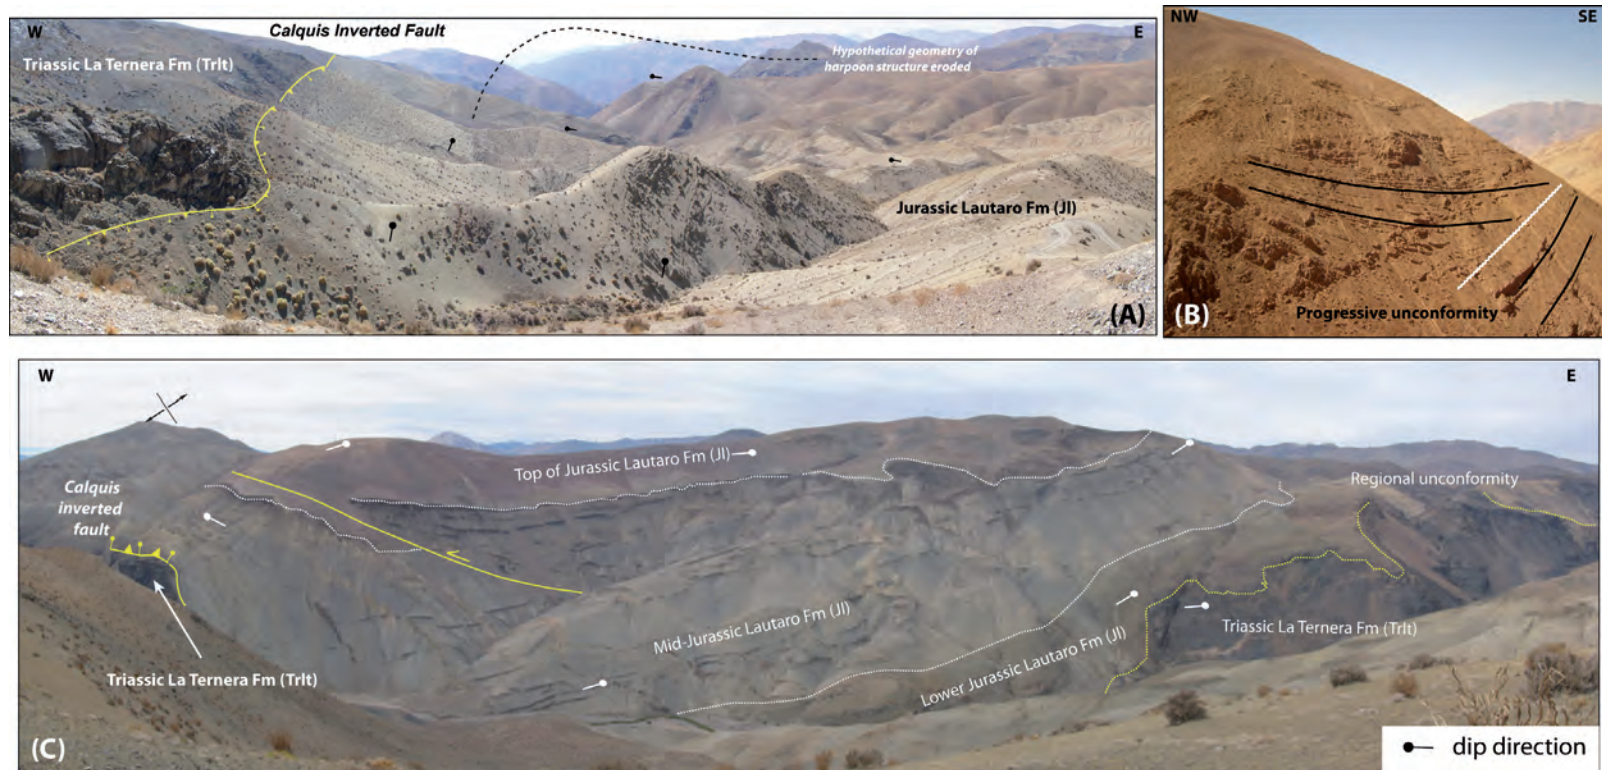 W
Calquis Inverted Fault
E
Triassic La Ternera Fm (Trlt)
Hypothetical geometry of
harpoon structure eroded
Jurassic Lautaro Fm (Jl)
(A)
NW
SE
Progressive unconformity
(B)
W
E
Top of Jurassic Lautaro Fm (Jl)
Regional unconformity
Calquis
inverted
fault
Mid-Jurassic Lautaro Fm (Jl)
Lower Jurassic Lautaro Fm (Jl)
Triassic La Ternera Fm (Trlt)
Triassic La Ternera Fm (Trlt)
(C)
dip direction